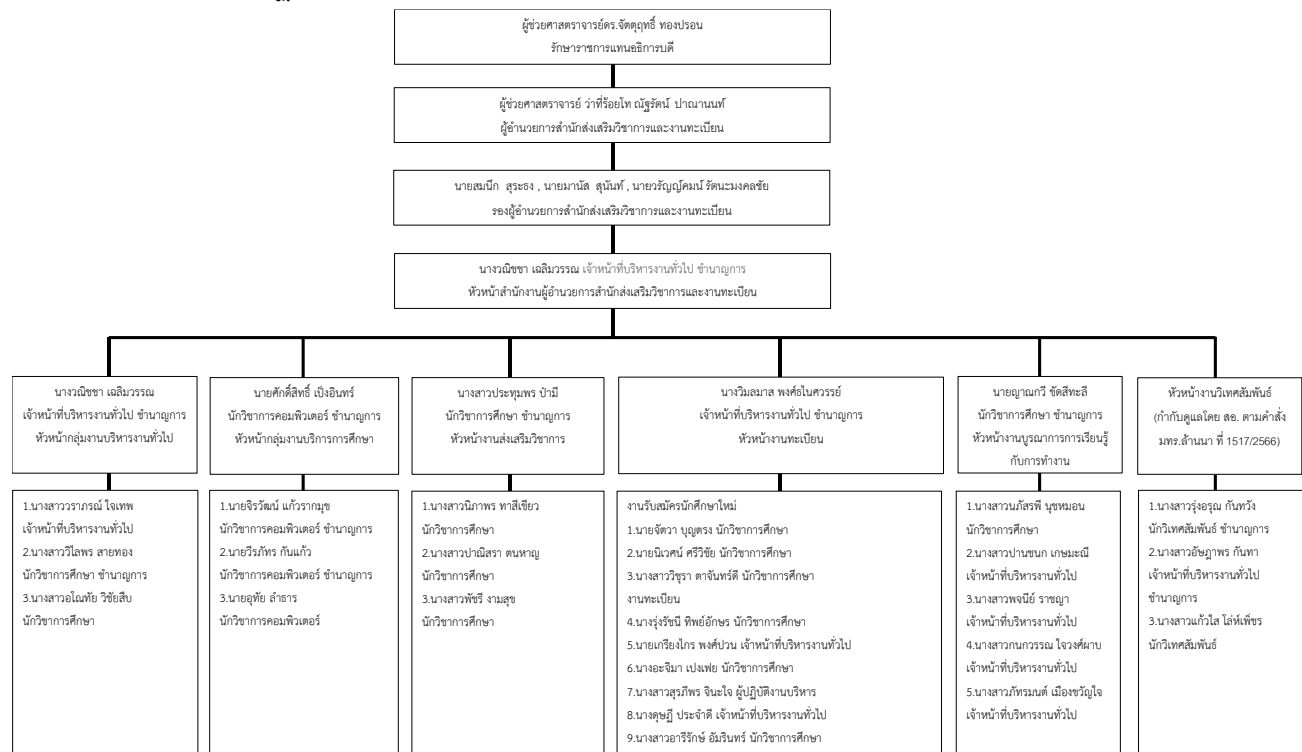 ผู้ช่วยศาสตราจารย์ดร.จัตตุฤทธิ์ ทองปรอน
รักษาราชการแทนอธิการบดี
ผู้ช่วยศาสตราจารย์ ว่าที่ร้อยโท ณัฐรัตน์ ปาณานนท์
ผู้อำนวยการสำนักส่งเสริมวิชาการและงานทะเบียน
นายสมนึก สุระธง , นายมานัส สุนันท์ , นายวรัญญ์คมน์ รัตนะมงคลชัย
รองผู้อำนวยการสำนักส่งเสริมวิชาการและงานทะเบียน
นางวณิชชา เฉลิมวรรณ เจ้าหน้าที่บริหารงานทั่วไป ชำนาญการ
หัวหน้าสำนักงานผู้อำนวยการสำนักส่งเสริมวิชาการและงานทะเบียน
นางวณิชชา เฉลิมวรรณ
เจ้าหน้าที่บริหารงานทั่วไป ชำนาญการ
หัวหน้ากลุ่มงานบริหารงานทั่วไป
1.นางสาววราภรณ์ ใจเทพ
เจ้าหน้าที่บริหารงานทั่วไป
2.นางสาววิไลพร สายทอง
นักวิชาการศึกษา ชำนาญการ
3.นางสาวอโณทัย วิชัยสืบ
นักวิชาการศึกษา
นายศักดิ์สิทธิ์ เป็งอินทร์
นักวิชาการคอมพิวเตอร์ ชำนาญการ
หัวหน้ากลุ่มงานบริการการศึกษา
1.นายจิรวัฒน์ แก้วรากมุข
นักวิชาการคอมพิวเตอร์ ชำนาญการ
2.นายวีรภัทร กันแก้ว
นักวิชาการคอมพิวเตอร์ ชำนาญการ
3.นายอุทัย ลำธาร
นักวิชาการคอมพิวเตอร์
นางสาวประทุมพร ปามี
นักวิชาการศึกษา ชำนาญการ
หัวหน้างานส่งเสริมวิชาการ
1.นางสาวนิภาพร ทาสีเขียว
นักวิชาการศึกษา
2.นางสาวปาณิสรา ตนหาญ
นักวิชาการศึกษา
3.นางสาวพัชรี งามสุข
นักวิชาการศึกษา
นางวิมลมาส พงศ์ธไนศวรรย์
เจ้าหน้าที่บริหารงานทั่วไป ชำนาญการ
หัวหน้างานทะเบียน
งานรับสมัครนักศึกษาใหม่
1.นายจัตวา บุญตรง นักวิชาการศึกษา
2.นายนิเวศน์ ศรีวิชัย นักวิชาการศึกษา
3.นางสาววิชุรา ตาจันทร์ดี นักวิชาการศึกษา
งานทะเบียน
4.นางรุ่งรัชนี ทิพย์อักษร นักวิชาการศึกษา
5.นายเกรียงไกร พงศ์ปวน เจ้าหน้าที่บริหารงานทั่วไป
6.นางอะจิมา เปงเฟย นักวิชาการศึกษา
7.นางสาวสุรภีพร จินะใจ ผู้ปฏิบัติงานบริหาร
8.นางดุษฎี ประจำดี เจ้าหน้าที่บริหารงานทั่วไป
9.นางสาวอารีรักษ์ อัมรินทร์ นักวิชาการศึกษา
นายญาณกวี ขัดสีทะลี
นักวิชาการศึกษา ชำนาญการ
หัวหน้างานบูรณาการการเรียนรู้
กับการทำงาน
1.นางสาวนภัสรพี นุชหมอน
นักวิชาการศึกษา
2.นางสาวปานชนก เกษมะณี
เจ้าหน้าที่บริหารงานทั่วไป
3.นางสาวพจนีย์ ราชญา
เจ้าหน้าที่บริหารงานทั่วไป
4.นางสาวกนกวรรณ ใจวงศ์ผาบ
เจ้าหน้าที่บริหารงานทั่วไป
5.นางสาวภัทรมนต์ เมืองขวัญใจ
เจ้าหน้าที่บริหารงานทั่วไป
หัวหน้างานวิเทศสัมพันธ์
(กำกับดูแลโดย สอ. ตามคำสั่ง
มทร.ล้านนา ที่ 1517/2566)
1.นางสาวรุ่งอรุณ กันทวัง
นักวิเทศสัมพันธ์ ชำนาญการ
2.นางสาวอัษฎาพร กันทา
เจ้าหน้าที่บริหารงานทั่วไป
ชำนาญการ
3.นางสาวแก้วใส โล่ห์เพ็ชร
นักวิเทศสัมพันธ์